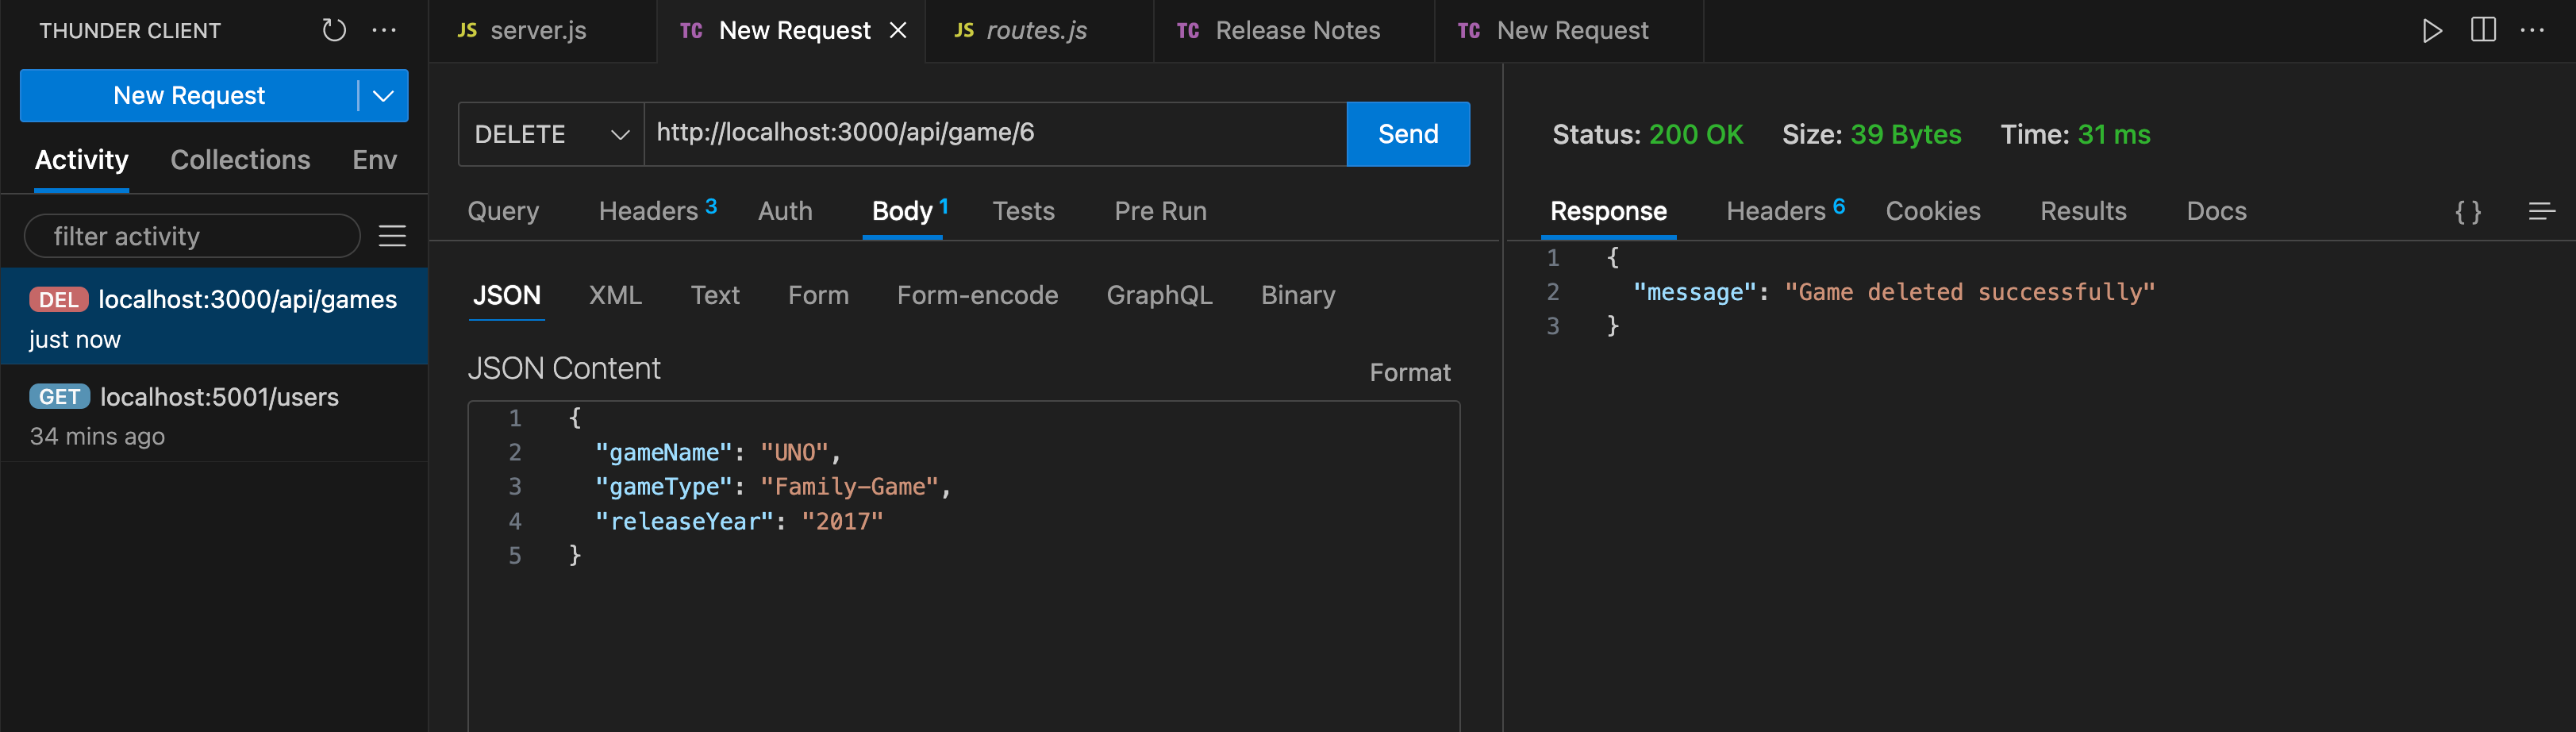 THUNDER CLIENT
New Request
Activity Collections Env
filter activity
DEL localhost:3000/api/games
just now
GET localhost:5001/users
34 mins ago
JS server.js TC New Request JS routes.js TC Release Notes TC New Request
DELETE http://localhost:3000/api/game/6 Send
Query Headers 3 Auth Body 1 Tests Pre Run
JSON XML Text Form Form-encode GraphQL Binary
JSON Content Format
1 {
2 "gameName": "UNO",
3 "gameType": "Family-Game",
4 "releaseYear": "2017"
5 }
Status: 200 OK Size: 39 Bytes Time: 31 ms
Response Headers 6 Cookies Results Docs { }
1 {
2 "message": "Game deleted successfully"
3 }